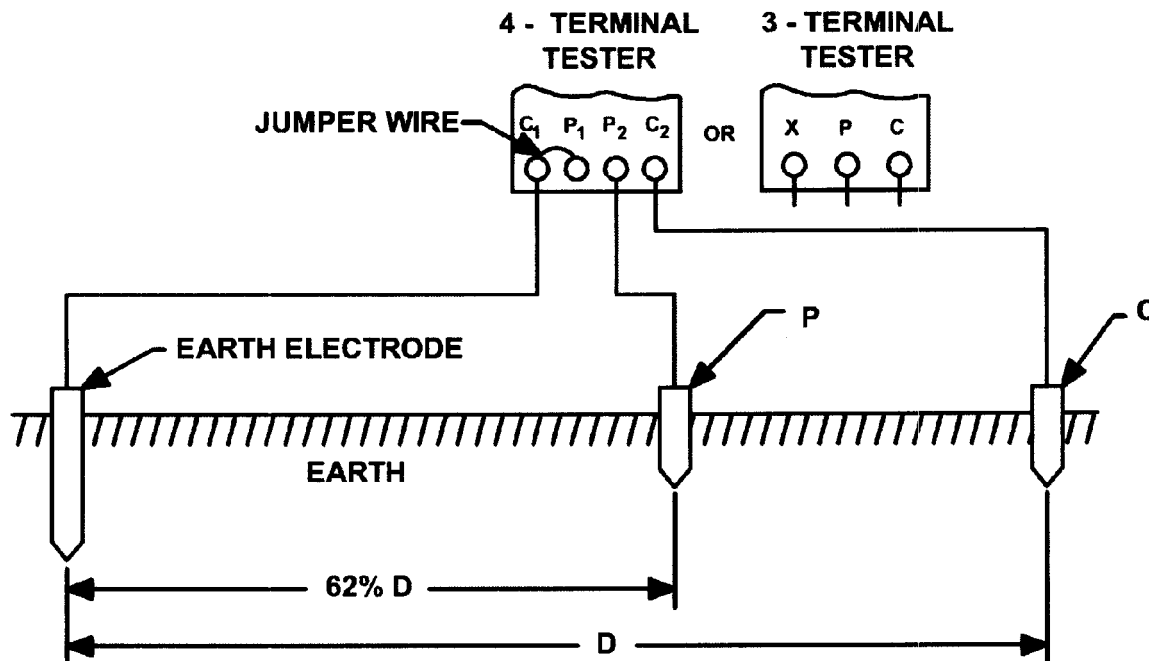 4 - TERMINAL
TESTER
3 - TERMINAL
TESTER
JUMPER WIRE
C1 P1 P2 C2
OR
X P C
P
C
EARTH ELECTRODE
EARTH
62% D
D